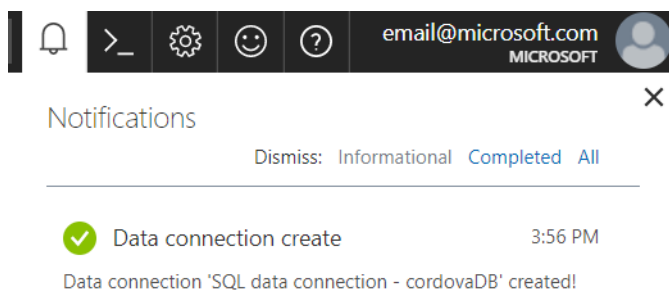 email@microsoft.com
MICROSOFT
Notifications
Dismiss: Informational Completed All
Data connection create 3:56 PM
Data connection 'SQL data connection - cordovaDB' created!